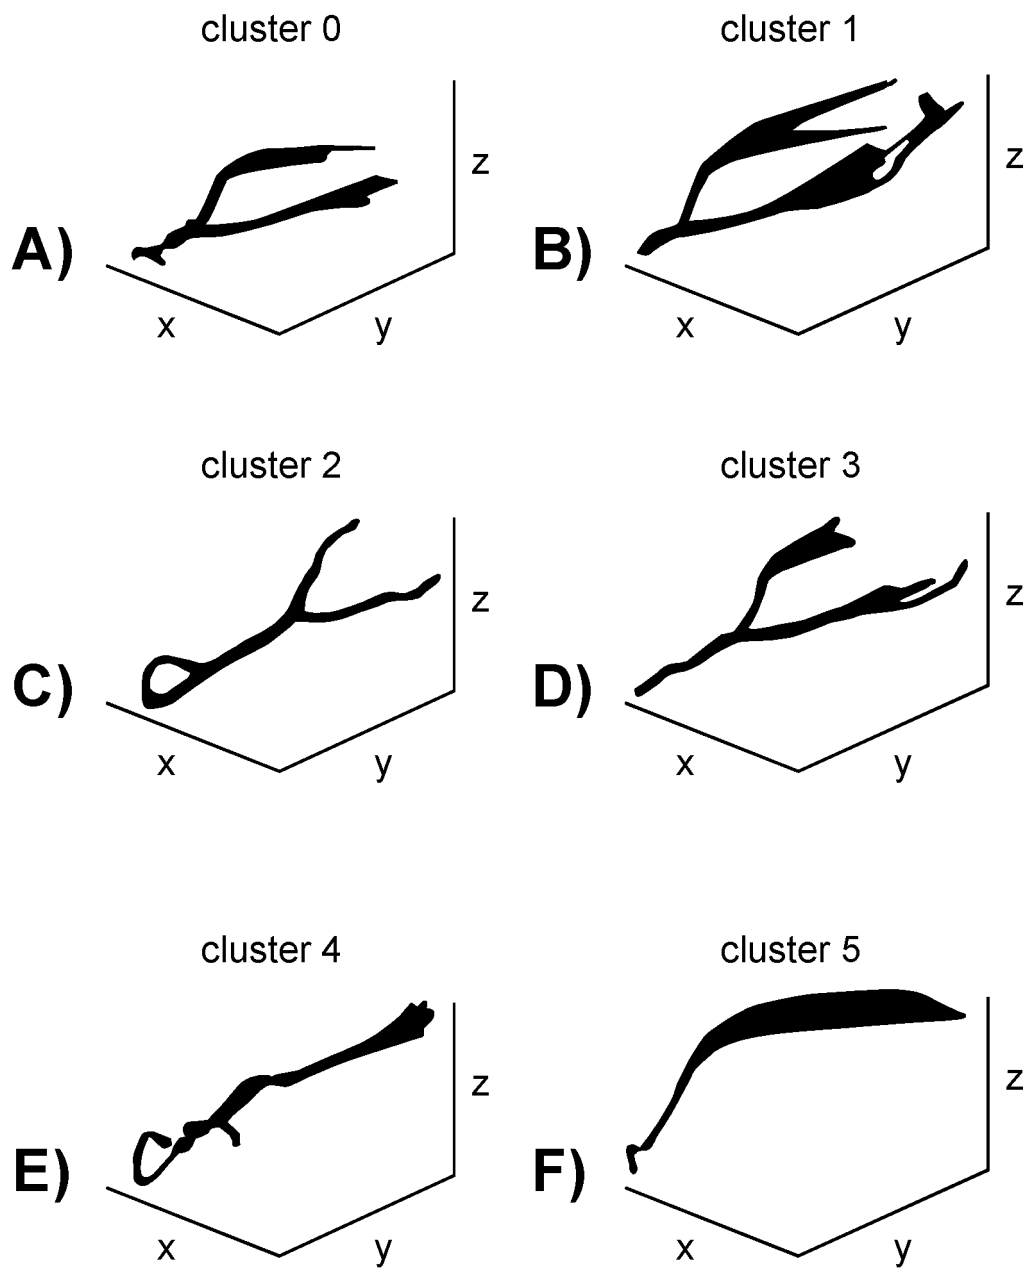 cluster 0
cluster 1
z
z
A)
B)
x
y
x
y
cluster 2
cluster 3
z
z
C)
D)
x
y
x
y
cluster 4
cluster 5
z
z
E)
F)
x
y
x
y